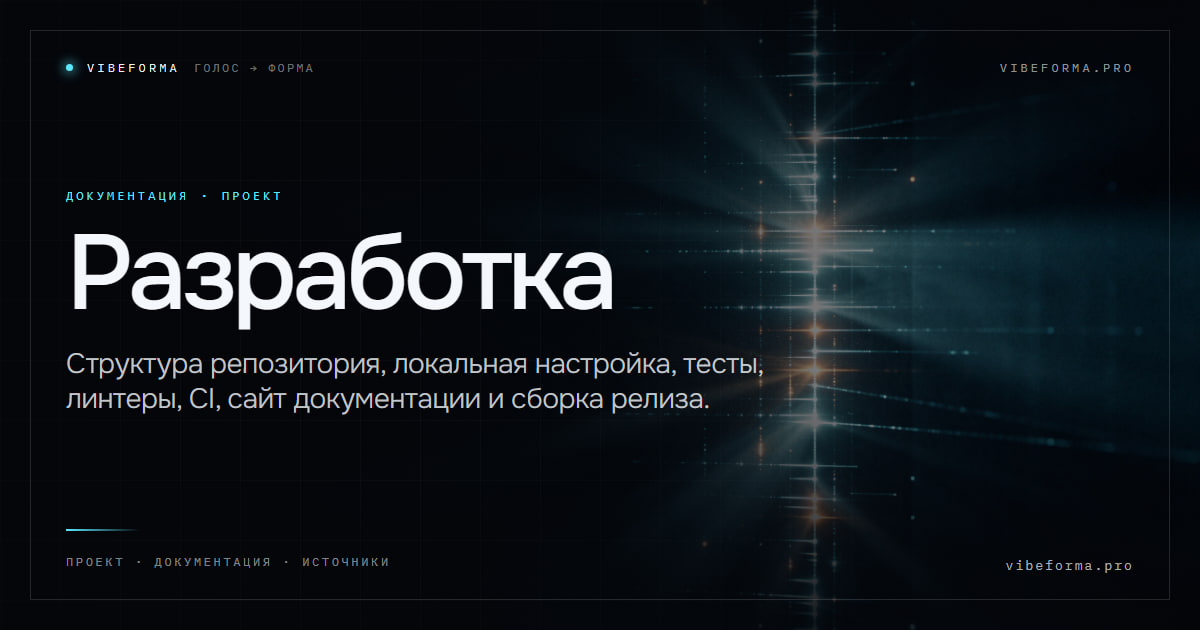 VIBEFORMA ГОЛОС → ФОРМА
VIBEFORMA.PRO
ДОКУМЕНТАЦИЯ · ПРОЕКТ
Разработка
Структура репозитория, локальная настройка, тесты,
линтеры, CI, сайт документации и сборка релиза.
ПРОЕКТ · ДОКУМЕНТАЦИЯ · ИСТОЧНИКИ
vibeforma.pro